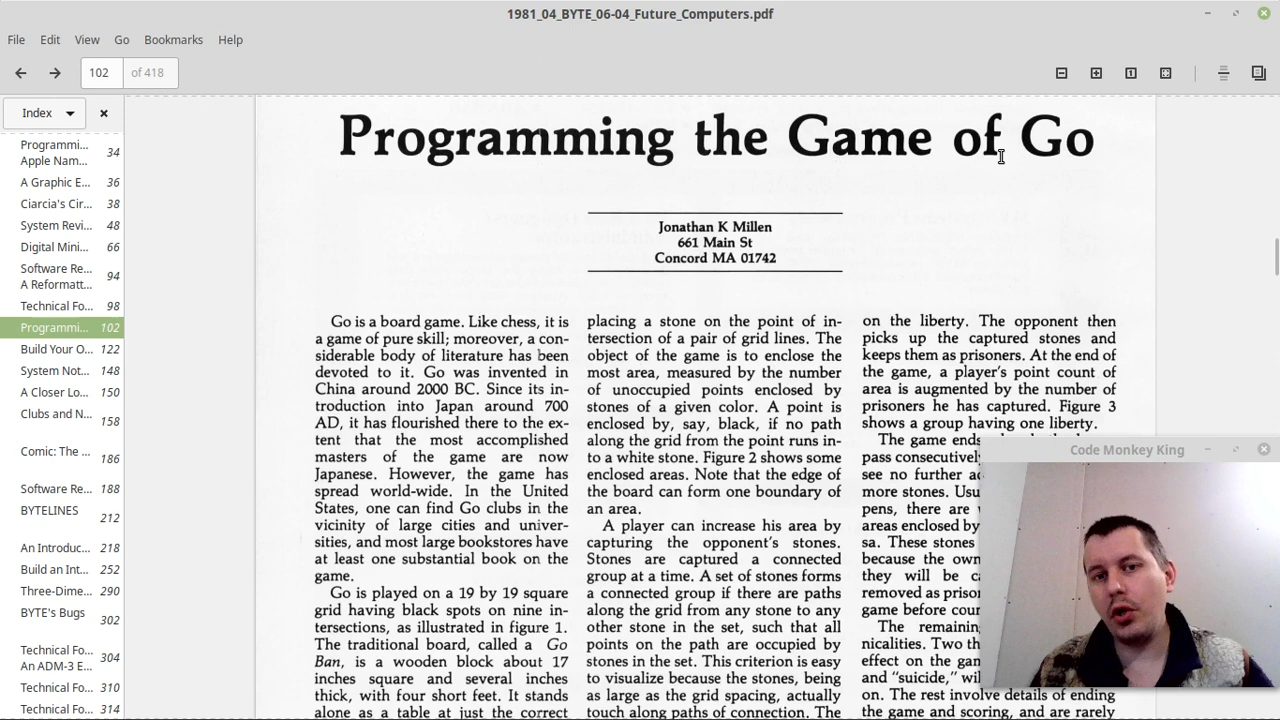 1981_04_BYTE_06-04_Future_Computers.pdf
File Edit View Go Bookmarks Help
102 of 418
Index
Programmi... 
Apple Nam... 34
A Graphic E... 36
Ciarcia's Cir... 38
System Revi... 48
Digital Mini... 66
Software Re...
A Reformatt... 94
Technical Fo... 98
Programmi... 102
Build Your O... 122
System Not... 148
A Closer Lo... 150
Clubs and N... 158
Comic: The ... 186
Software Re... 188
BYTELINES 212
An Introduc... 218
Build an Int... 252
Three-Dime... 290
BYTE's Bugs 302
Technical Fo...
An ADM-3 E... 304
Technical Fo... 310
Technical Fo... 314
Programming the Game of Go
Jonathan K Millen
661 Main St
Concord MA 01742
Go is a board game. Like chess, it is
a game of pure skill; moreover, a con-
siderable body of literature has been
devoted to it. Go was invented in
China around 2000 BC. Since its in-
troduction into Japan around 700
AD, it has flourished there to the ex-
tent that the most accomplished
masters of the game are now
Japanese. However, the game has
spread world-wide. In the United
States, one can find Go clubs in the
vicinity of large cities and univer-
sities, and most large bookstores have
at least one substantial book on the
game.
Go is played on a 19 by 19 square
grid having black spots on nine in-
tersections, as illustrated in figure 1.
The traditional board, called a Go
Ban, is a wooden block about 17
inches square and several inches
thick, with four short feet. It stands
alone as a table at just the correct
placing a stone on the point of in-
tersection of a pair of grid lines. The
object of the game is to enclose the
most area, measured by the number
of unoccupied points enclosed by
stones of a given color. A point is
enclosed by, say, black, if no path
along the grid from the point runs in-
to a white stone. Figure 2 shows some
enclosed areas. Note that the edge of
the board can form one boundary of
an area.
A player can increase his area by
capturing the opponent's stones.
Stones are captured a connected
group at a time. A set of stones forms
a connected group if there are paths
along the grid from any stone to any
other stone in the set, such that all
points on the path are occupied by
stones in the set. This criterion is easy
to visualize because the stones, being
as large as the grid spacing, actually
touch along paths of connection. The
on the liberty. The opponent then
picks up the captured stones and
keeps them as prisoners. At the end of
the game, a player's point count of
area is augmented by the number of
prisoners he has captured. Figure 3
shows a group having one liberty.
The game ends
pass consecutively
see no further
more stones.
pens, there are
areas enclosed by
sa. These stones
because the
they will be
removed as
game before
The remaining
nicalities. Two
effect on the
and "suicide,"
on. The rest involve details of ending
the game and scoring, and are rarely
Code Monkey King